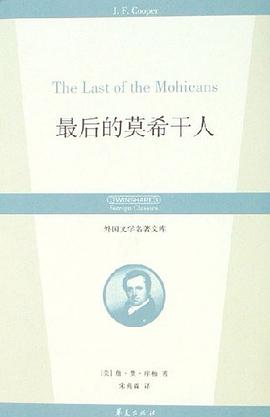 J. F. Cooper
The Last of the Mohicans
最后的莫希干人
WINSHARE
Foreign Classics
外国文学名著文库
[美] 詹·费·库柏 著
宋兆霖 译
华夏出版社